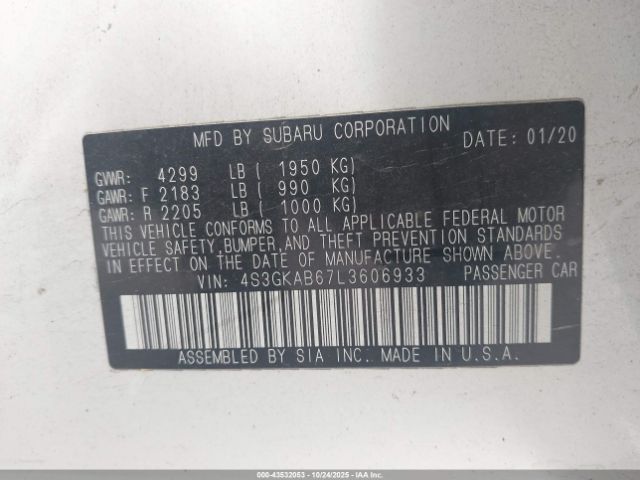 MFD BY SUBARU CORPORATION DATE: 01/20
GVWR: 4299 LB ( 1950 KG)
GAWR: F 2183 LB ( 990 KG)
GAWR: R 2205 LB ( 1000 KG)
THIS VEHICLE CONFORMS TO ALL APPLICABLE FEDERAL MOTOR
VEHICLE SAFETY,BUMPER,AND THEFT PREVENTION STANDARDS
IN EFFECT ON THE DATE OF MANUFACTURE SHOWN ABOVE.
VIN: 4S3GKAB67L3606933 PASSENGER CAR
ASSEMBLED BY SIA INC. MADE IN U.S.A.
000-43532053 - 10/24/2025 - IAAI.com